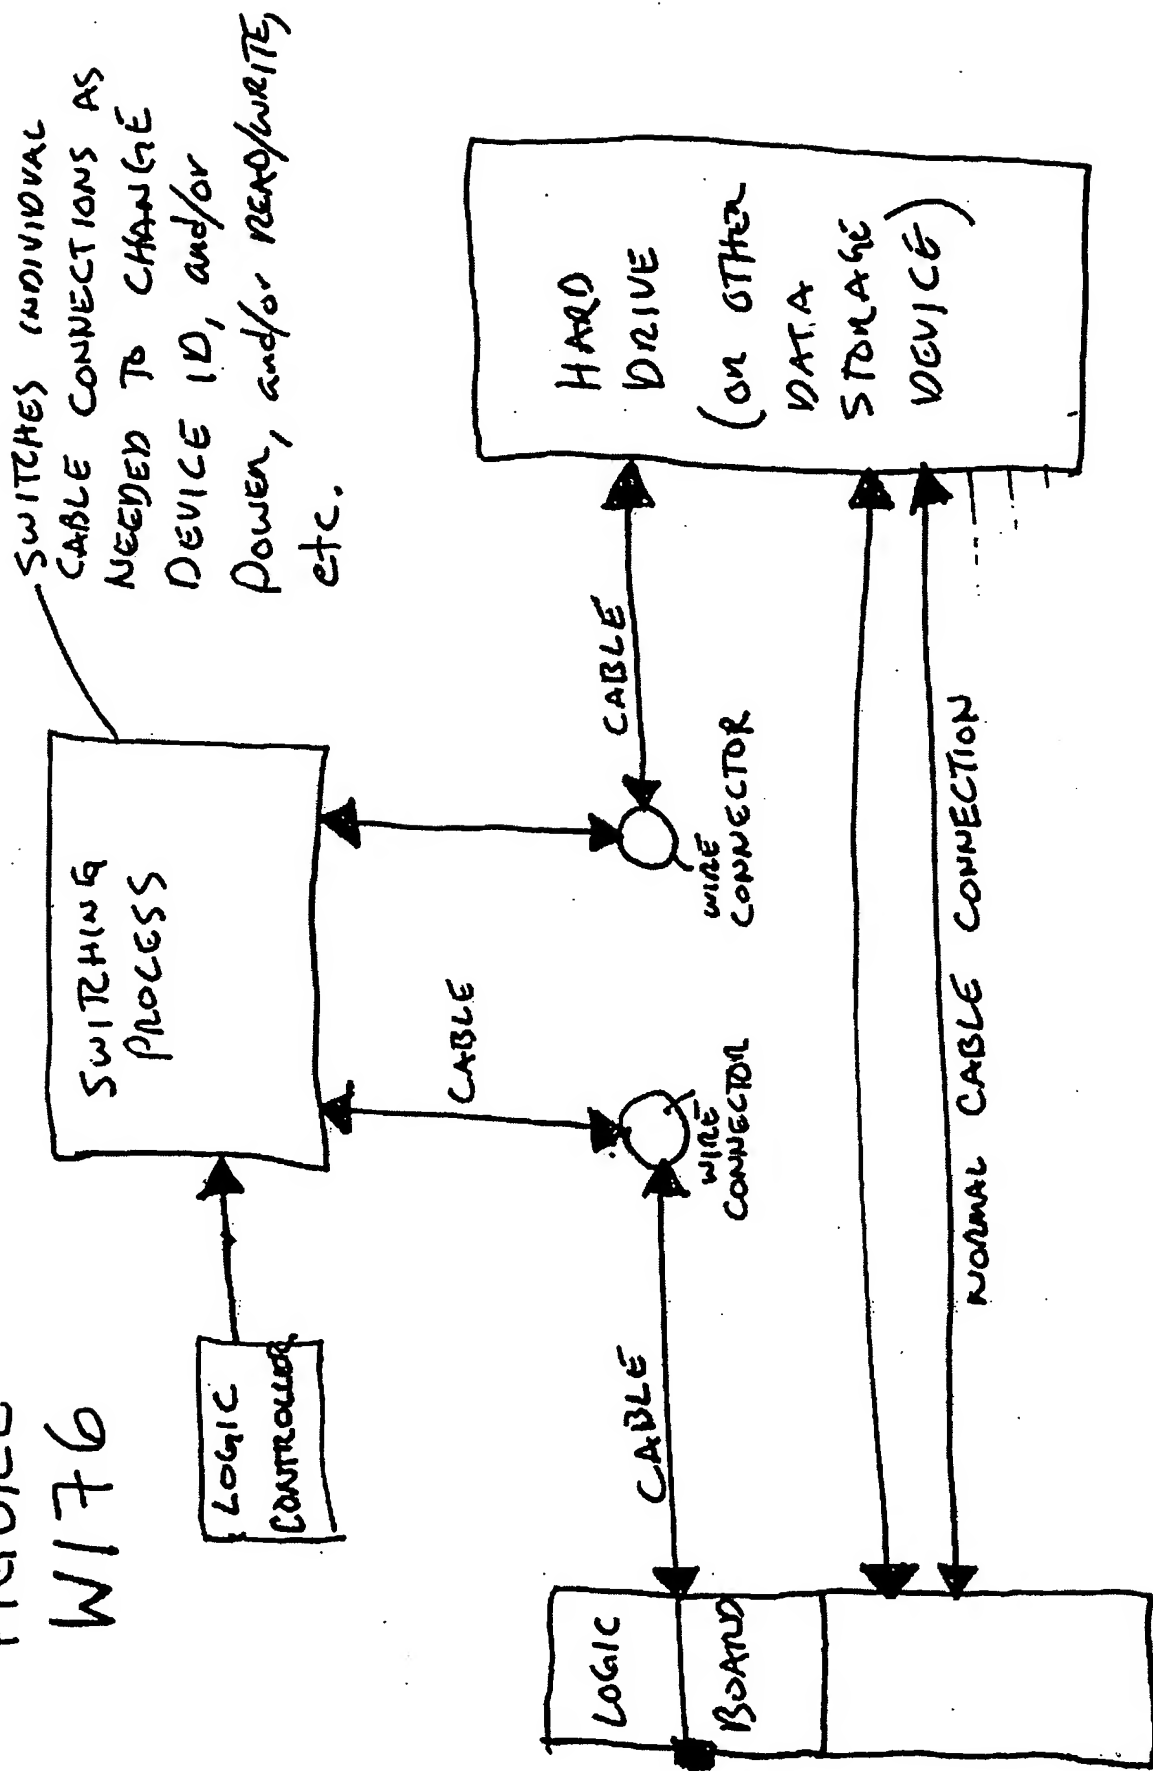 FIGURE
W176
SWITCHES INDIVIDUAL
CABLE CONNECTIONS AS
NEEDED TO CHANGE
DEVICE ID, and/or
POWER, and/or READ/WRITE,
etc.
SWITCHING
PROCESS
LOGIC
CONTROLLER
CABLE
CABLE
WIRE
CONNECTOR
WIRE
CONNECTOR
CABLE
HARD
DRIVE
(OR OTHER
DATA
STORAGE
DEVICE)
LOGIC
BOARD
NORMAL CABLE CONNECTION